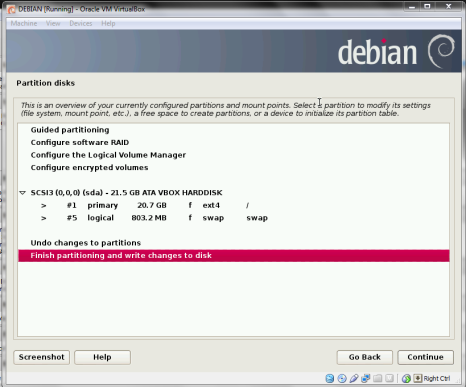 DEBIAN [Running] - Oracle VM VirtualBox
Machine View Devices Help
debian
Partition disks
This is an overview of your currently configured partitions and mount points. Select a partition to modify its settings
(file system, mount point, etc.), a free space to create partitions, or a device to initialize its partition table.
Guided partitioning
Configure software RAID
Configure the Logical Volume Manager
Configure encrypted volumes
SCSI3 (0,0,0) (sda) - 21.5 GB ATA VBOX HARDDISK
> #1 primary 20.7 GB f ext4 /
> #5 logical 803.2 MB f swap swap
Undo changes to partitions
Finish partitioning and write changes to disk
Screenshot Help Go Back Continue
Right Ctrl